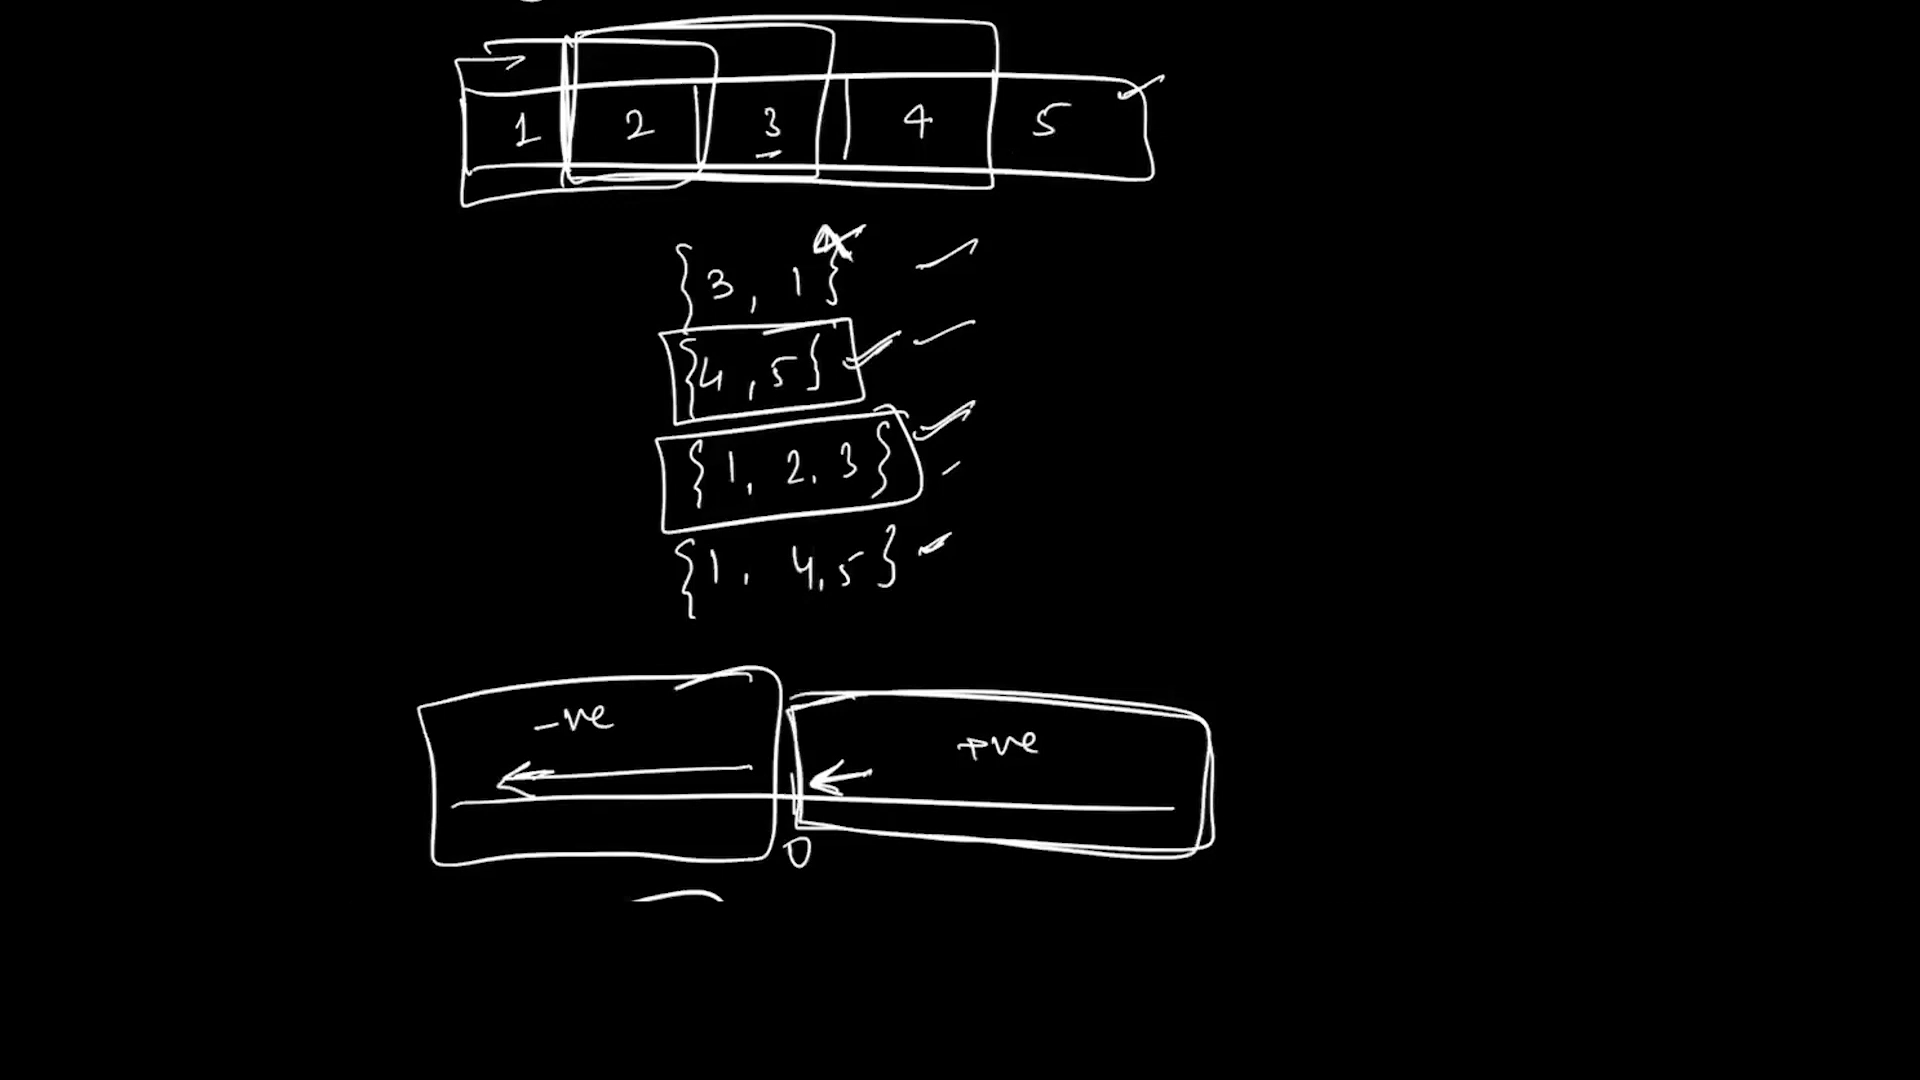 1 2 3 4 5
{3, 1}
{4, 5}
{1, 2, 3}
{1, 4, 5}
-ve
+ve
0